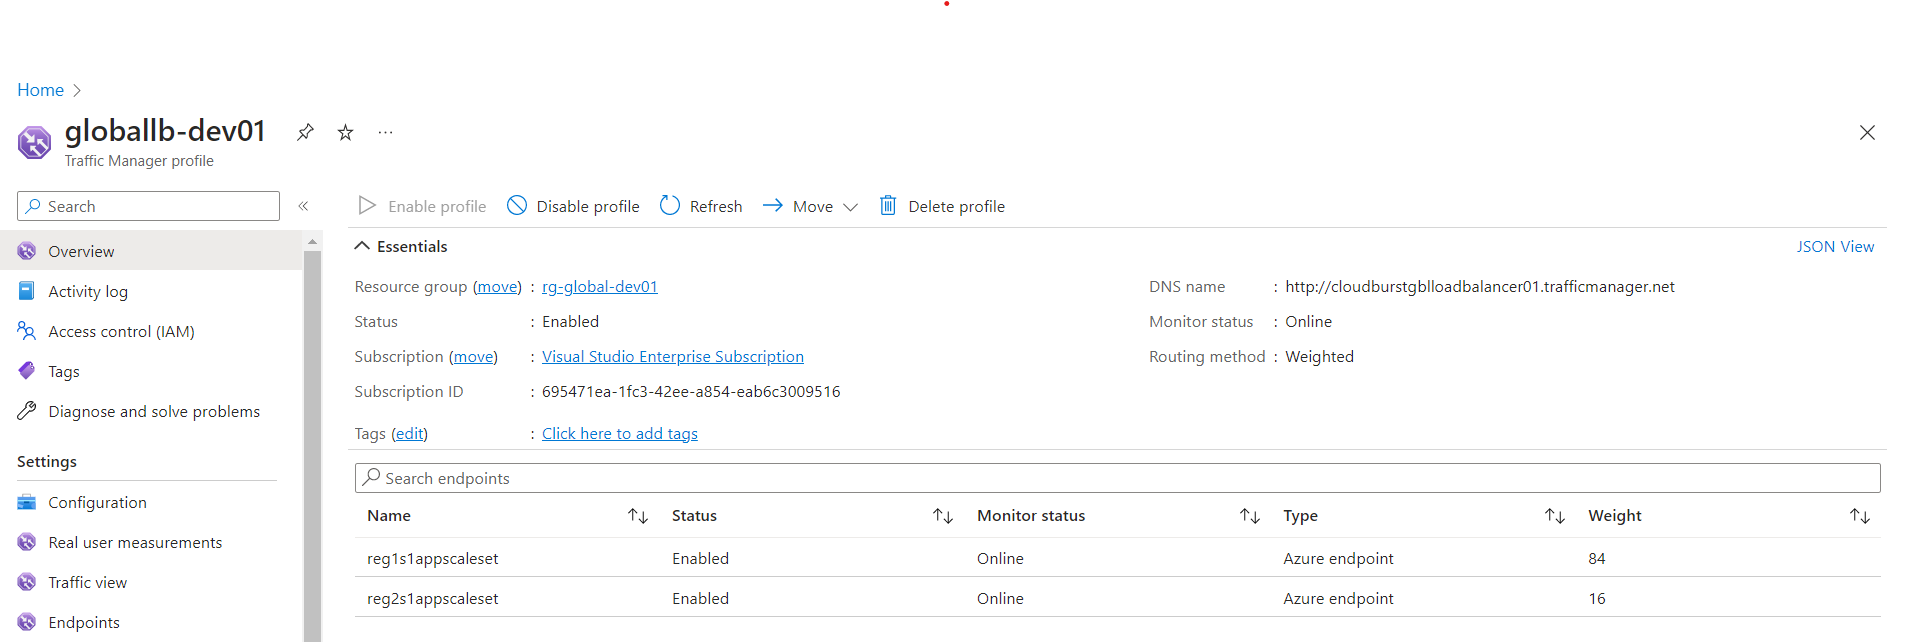 Home
globallb-dev01
Traffic Manager profile
Search
Enable profile Disable profile Refresh Move Delete profile
Overview
Activity log
Access control (IAM)
Tags
Diagnose and solve problems
Settings
Configuration
Real user measurements
Traffic view
Endpoints
Essentials JSON View
Resource group (move) : rg-global-dev01
Status : Enabled
Subscription (move) : Visual Studio Enterprise Subscription
Subscription ID : 695471ea-1fc3-42ee-a854-eab6c3009516
Tags (edit) : Click here to add tags
DNS name : http://cloudburstgblloadbalancer01.trafficmanager.net
Monitor status : Online
Routing method : Weighted
Search endpoints
Name Status Monitor status Type Weight
reg1s1appscaleset Enabled Online Azure endpoint 84
reg2s1appscaleset Enabled Online Azure endpoint 16